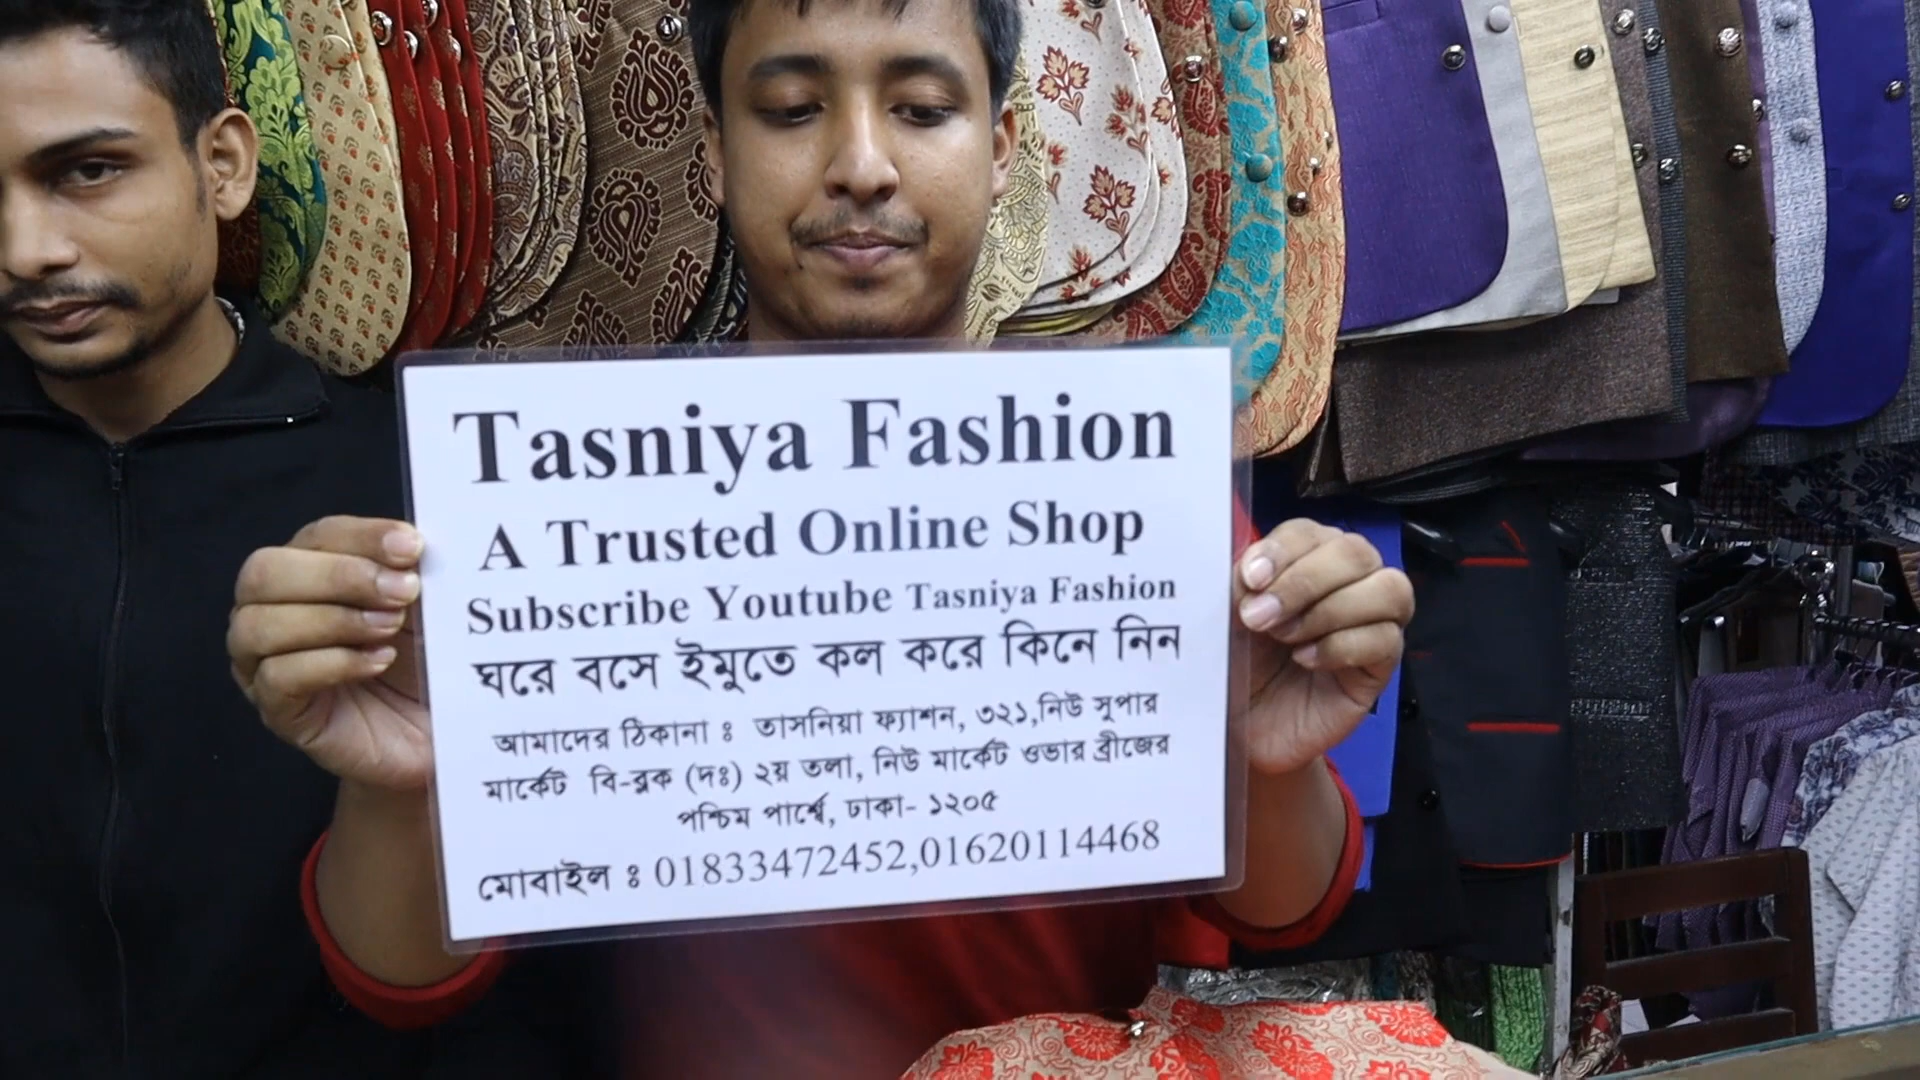 Tasniya Fashion
A Trusted Online Shop
Subscribe Youtube Tasniya Fashion
ঘরে বসে ইমুতে কল করে কিনে নিন
আমাদের ঠিকানা ঃ তাসনিয়া ফ্যাশন, ৩২১,নিউ সুপার
মার্কেট বি-ব্লক (দঃ) ২য় তলা, নিউ মার্কেট ওভার ব্রীজের
পশ্চিম পার্শ্বে, ঢাকা- ১২০৫
মোবাইল ঃ 01833472452,01620114468